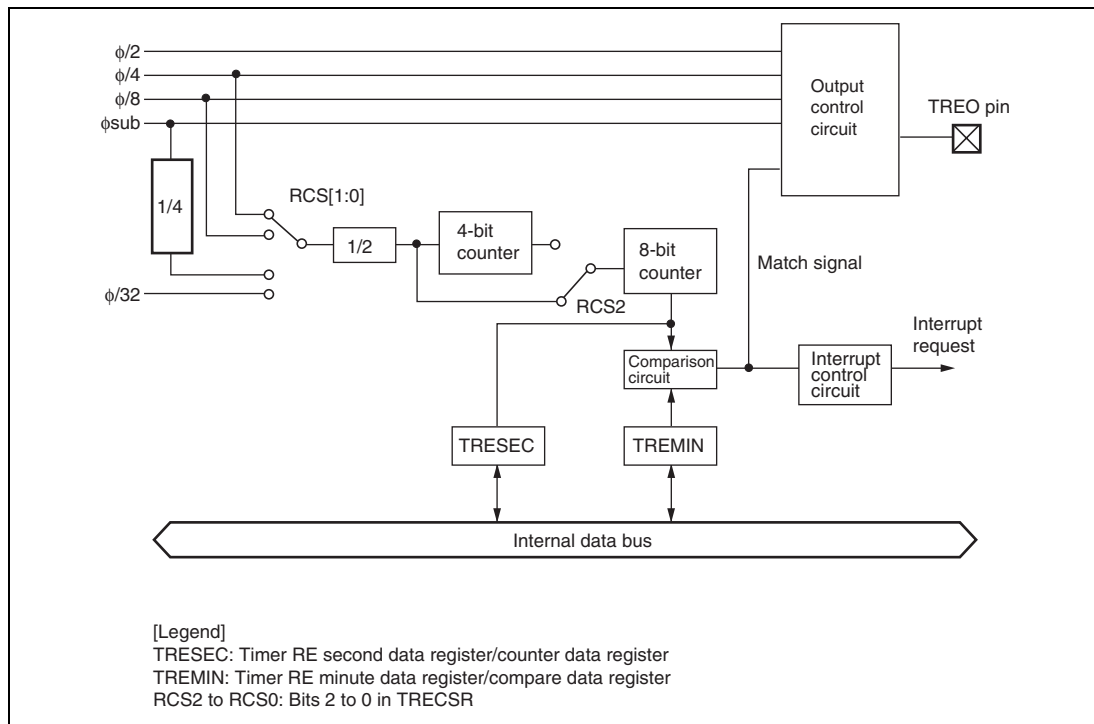 ϕ/2
ϕ/4
ϕ/8
ϕsub
Output
control
circuit
TREO pin
1/4
RCS[1:0]
1/2
4-bit
counter
8-bit
counter
RCS2
Match signal
ϕ/32
Comparison
circuit
Interrupt
control
circuit
Interrupt
request
TRESEC
TREMIN
Internal data bus
[Legend]
TRESEC: Timer RE second data register/counter data register
TREMIN: Timer RE minute data register/compare data register
RCS2 to RCS0: Bits 2 to 0 in TRECSR